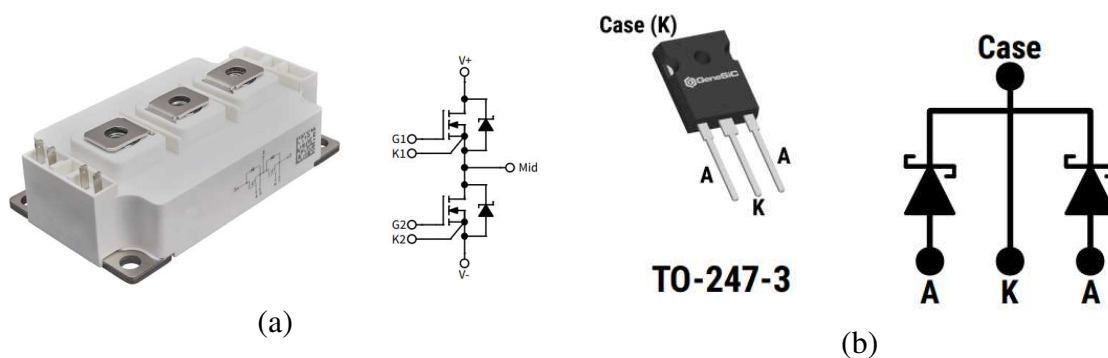 V+
G1
K1
Mid
G2
K2
V-
(a)
Case (K)
GeneSiC
A
A
K
TO-247-3
Case
A
K
A
(b)